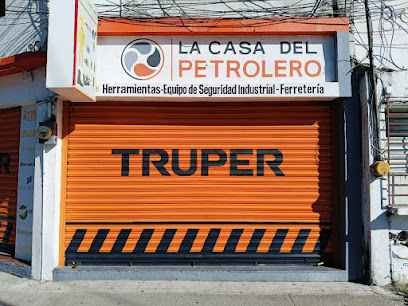 LA CASA DEL
PETROLERO
Herramientas-Equipo de Seguridad Industrial-Ferretería
TRUPER